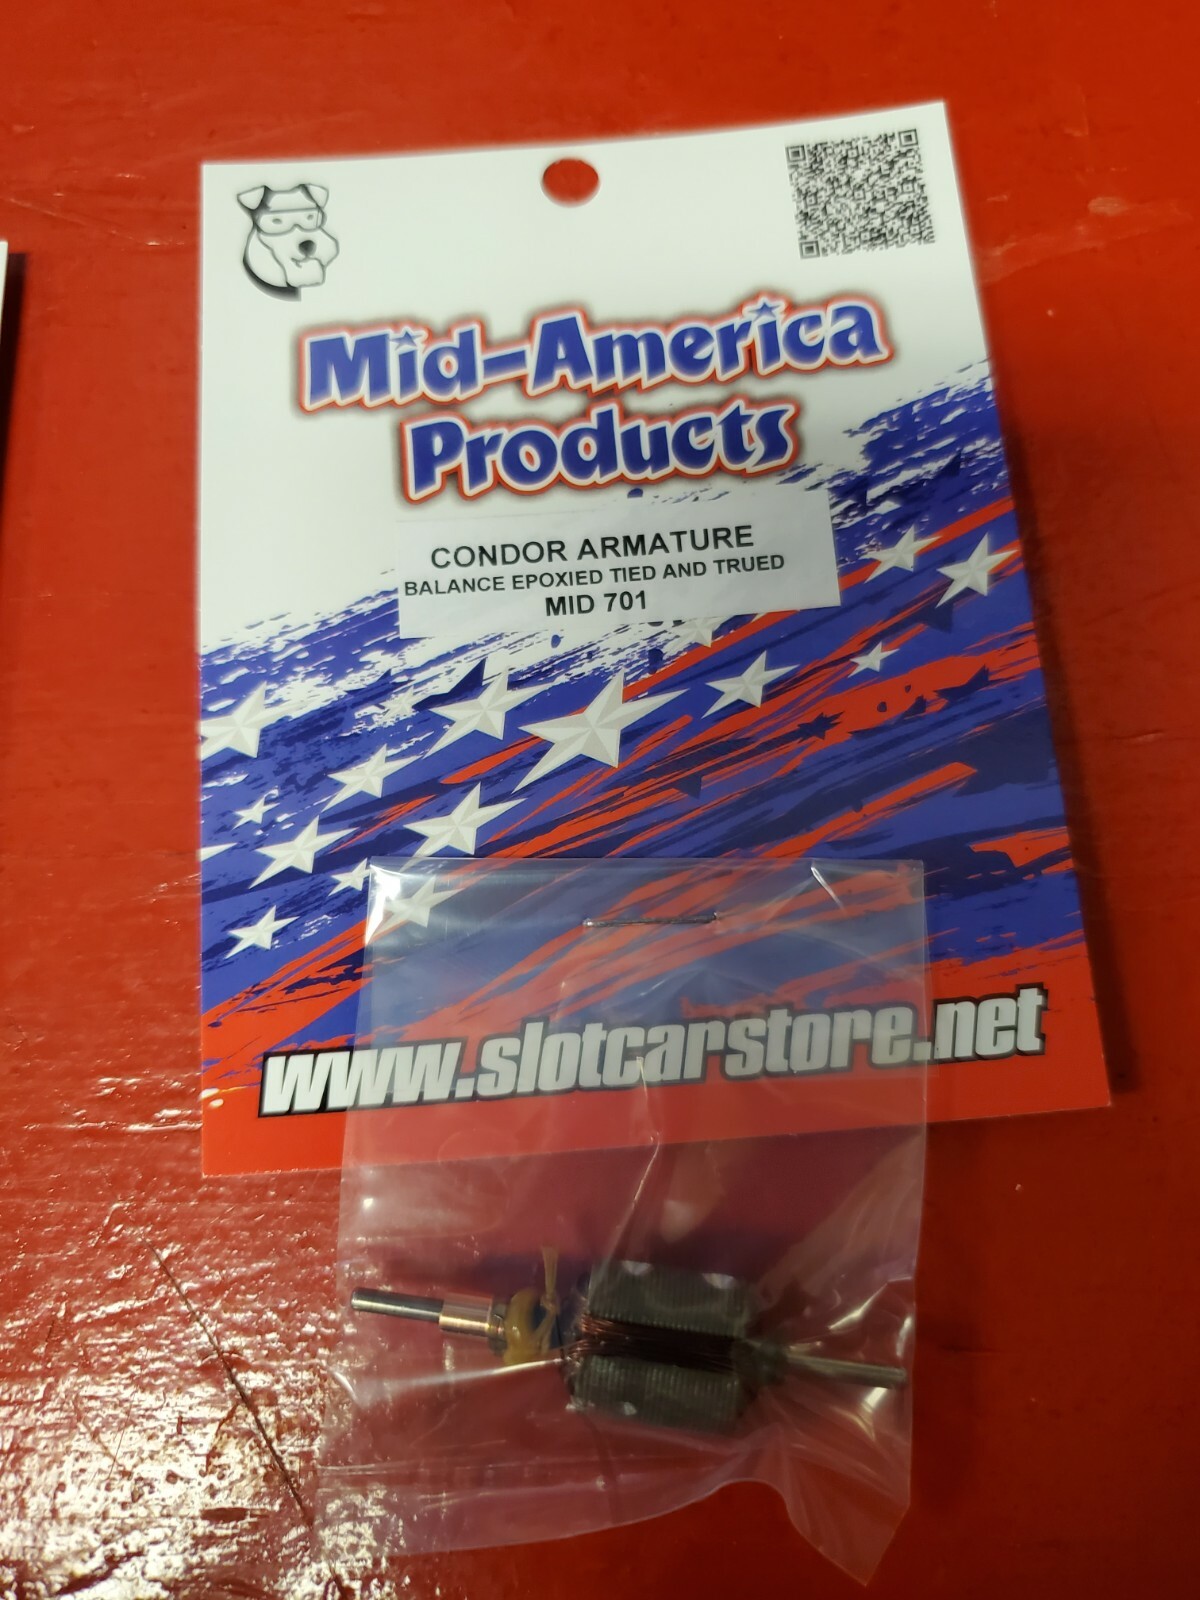 Mid-America
Products
CONDOR ARMATURE
BALANCE EPOXIED TIED AND TRUED
MID 701
www.slotcarstore.net